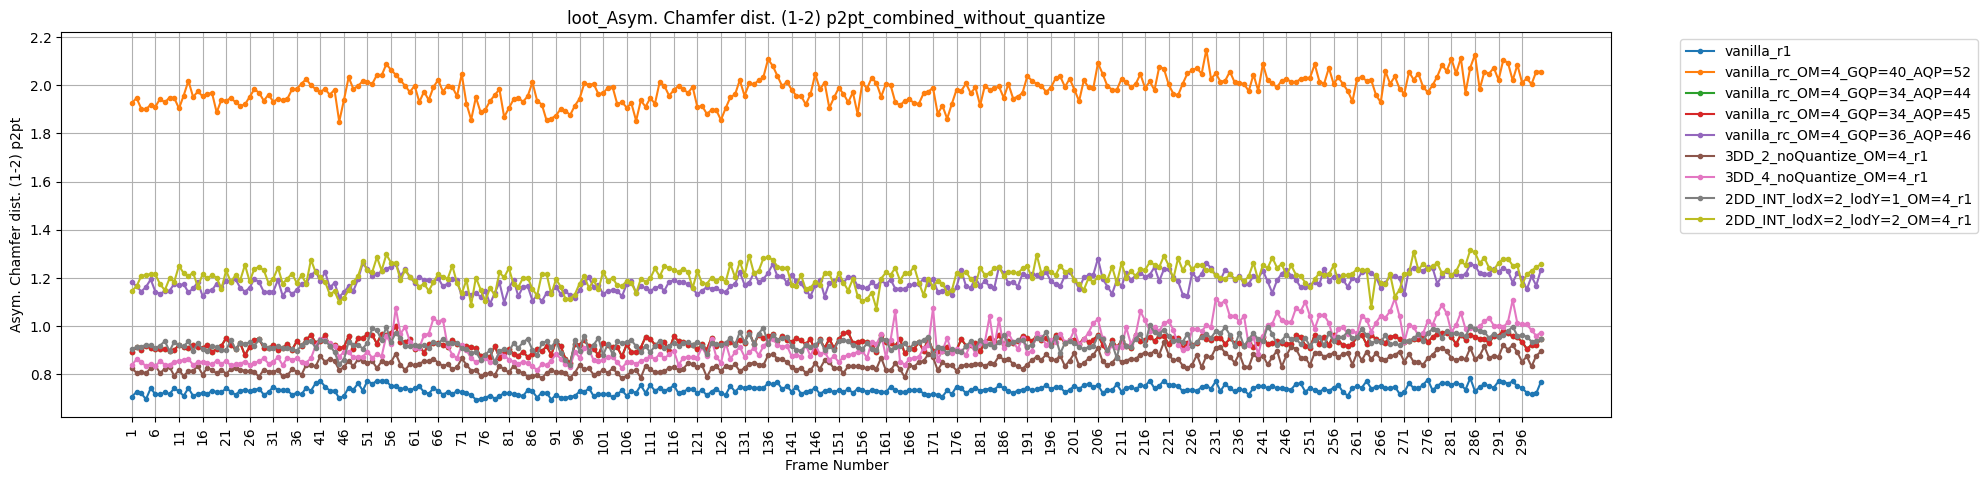 loot_Asym. Chamfer dist. (1-2) p2pt_combined_without_quantize
Asym. Chamfer dist. (1-2) p2pt
2.2
2.0
1.8
1.6
1.4
1.2
1.0
0.8
1 6 11 16 21 26 31 36 41 46 51 56 61 66 71 76 81 86 91 96 101 106 111 116 121 126 131 136 141 146 151 156 161 166 171 176 181 186 191 196 201 206 211 216 221 226 231 236 241 246 251 256 261 266 271 276 281 286 291 296
Frame Number
vanilla_r1
vanilla_rc_OM=4_GQP=40_AQP=52
vanilla_rc_OM=4_GQP=34_AQP=44
vanilla_rc_OM=4_GQP=34_AQP=45
vanilla_rc_OM=4_GQP=36_AQP=46
3DD_2_noQuantize_OM=4_r1
3DD_4_noQuantize_OM=4_r1
2DD_INT_lodX=2_lodY=1_OM=4_r1
2DD_INT_lodX=2_lodY=2_OM=4_r1